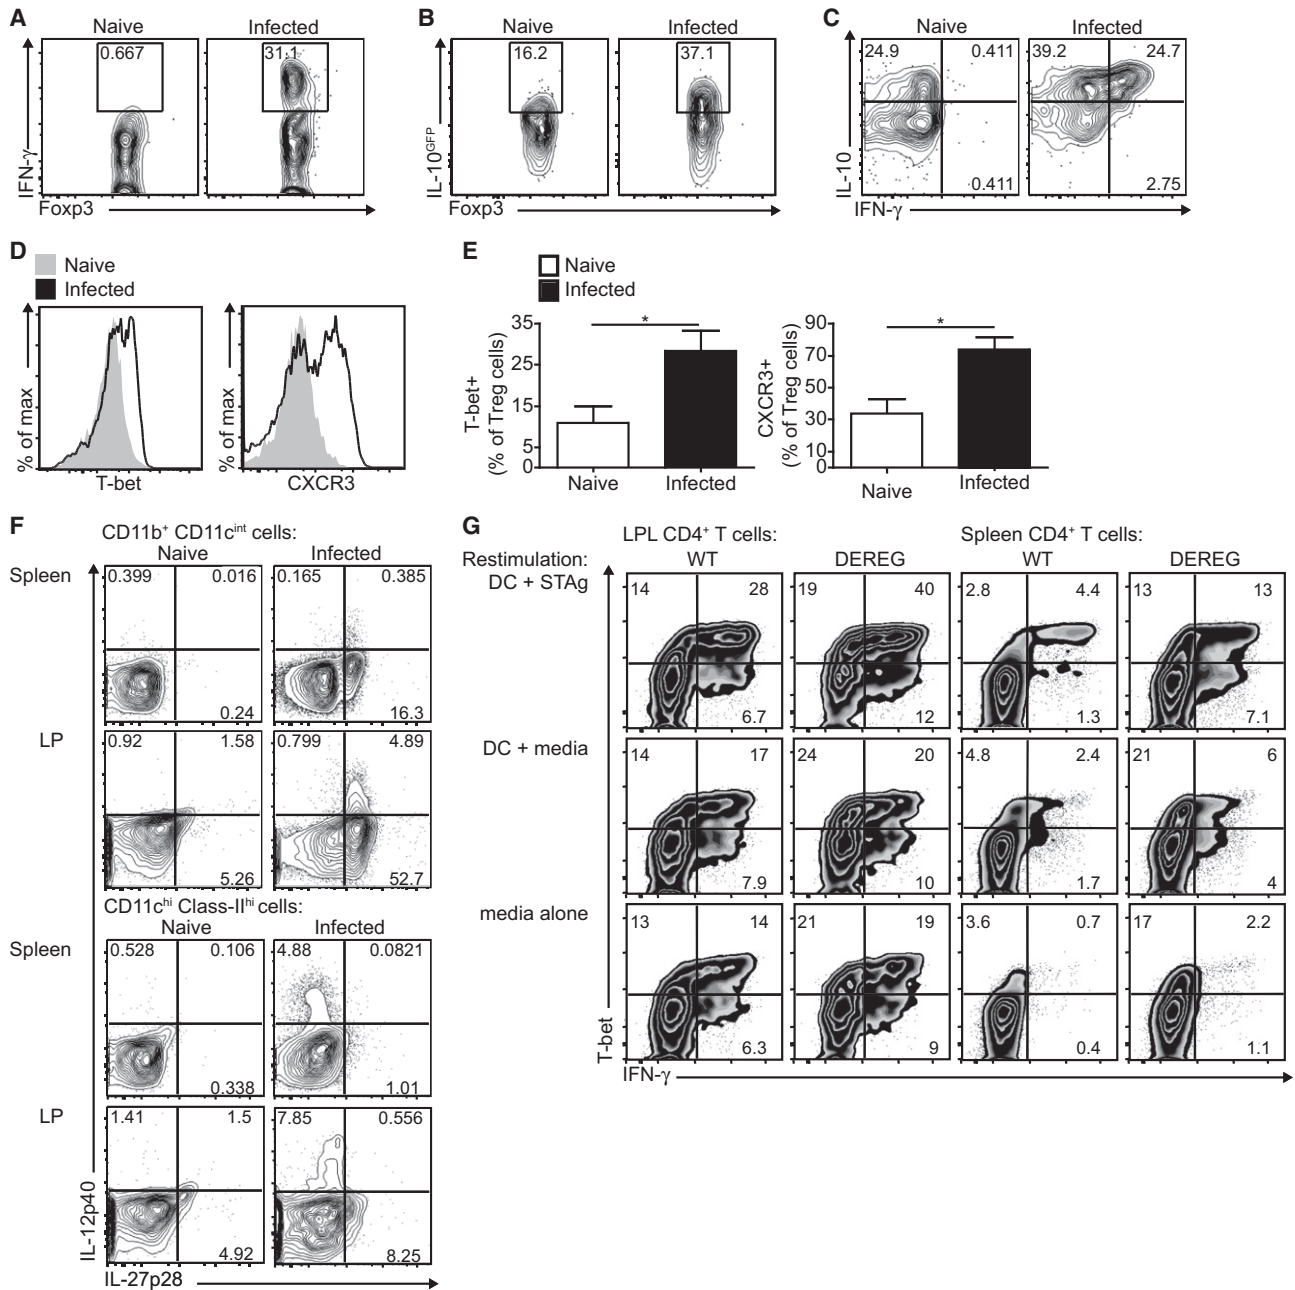 A
Naive Infected
0.667 31.1
IFN-γ
Foxp3
B
Naive Infected
16.2 37.1
IL-10GFP
Foxp3
C
Naive Infected
24.9 0.411 39.2 24.7
0.411 2.75
IL-10
IFN-γ
D
Naive
Infected
% of max
T-bet
% of max
CXCR3
E
Naive
Infected
T-bet+
(% of Treg cells)
35
25
15
5
0
*
Naive Infected
CXCR3+
(% of Treg cells)
90
70
50
30
10
0
*
Naive Infected
F
CD11b+ CD11cint cells:
Naive Infected
Spleen
0.399 0.016 0.165 0.385
0.24 16.3
LP
0.92 1.58 0.799 4.89
5.26 52.7
CD11chi Class-IIhi cells:
Naive Infected
Spleen
0.528 0.106 4.88 0.0821
0.338 1.01
LP
1.41 1.5 7.85 0.556
4.92 8.25
IL-12p40
IL-27p28
G
LPL CD4+ T cells: Spleen CD4+ T cells:
Restimulation: WT DEREG WT DEREG
DC + STAg
14 28 19 40 2.8 4.4 13 13
6.7 12 1.3 7.1
DC + media
14 17 24 20 4.8 2.4 21 6
7.9 10 1.7 4
media alone
13 14 21 19 3.6 0.7 17 2.2
6.3 9 0.4 1.1
T-bet
IFN-γ